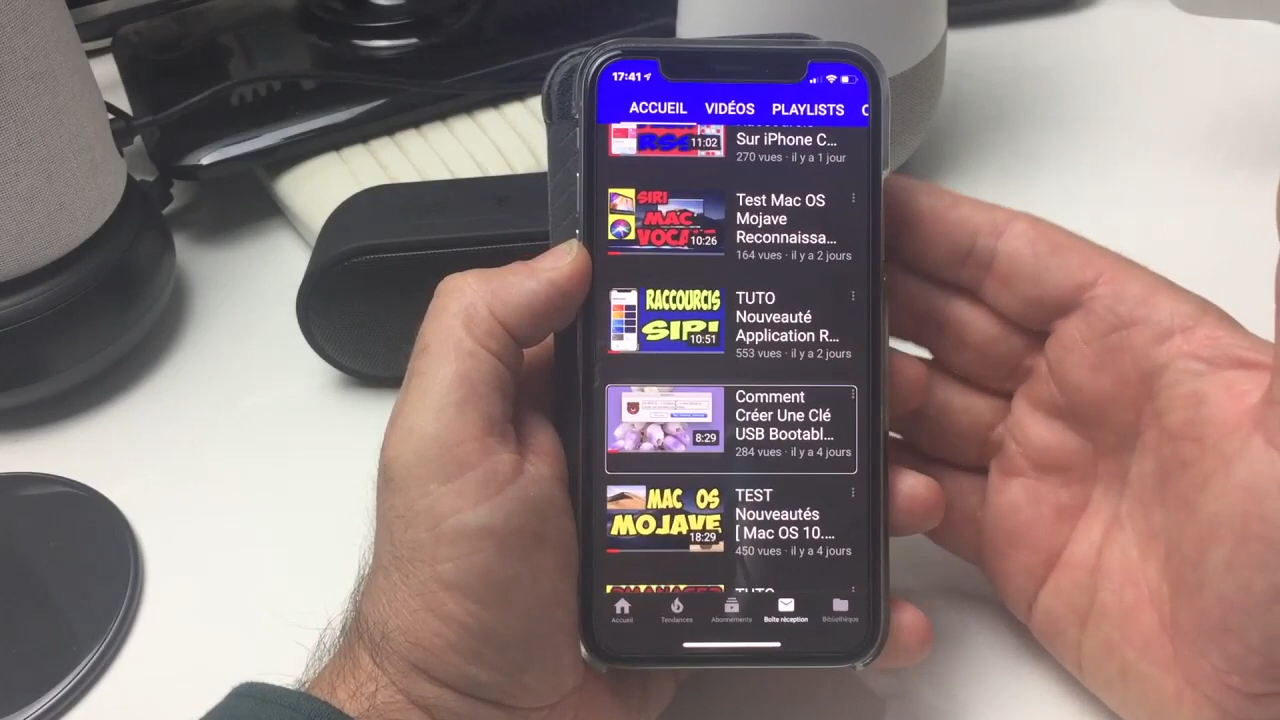 17:41
ACCUEIL VIDÉOS PLAYLISTS
RSS
11:02
Sur iPhone C...
270 vues · il y a 1 jour
SIRI
MAC
VOCA
10:26
Test Mac OS
Mojave
Reconnaissa...
164 vues · il y a 2 jours
RACCOURCIS
SIRI
10:51
TUTO
Nouveauté
Application R...
553 vues · il y a 2 jours
8:29
Comment
Créer Une Clé
USB Bootabl...
284 vues · il y a 4 jours
MAC OS
MOJAVE
18:29
TEST
Nouveautés
[ Mac OS 10....
450 vues · il y a 4 jours
Accueil Tendances Abonnements Boîte réception Bibliothèque